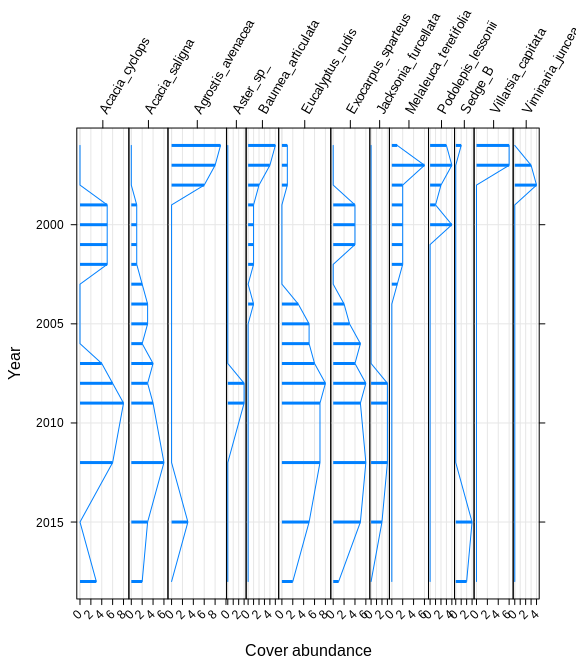 Acacia_cyclops
Acacia_saligna
Agrostis_avenacea
Aster_sp_
Baumea_articulata
Eucalyptus_rudis
Exocarpus_sparteus
Jacksonia_furcellata
Melaleuca_teretifolia
Podolepis_lessonii
Sedge_B
Villarsia_capitata
Viminaria_juncea
2000
2005
2010
2015
Year
0 2 4 6 8 0 2 4 6 0 2 4 6 8 0 2 0 2 4 0 2 4 6 8 0 2 4 6 0 2 0 2 4 6 0 2 4 0 2 0 2 4 6 0 2 4
Cover abundance